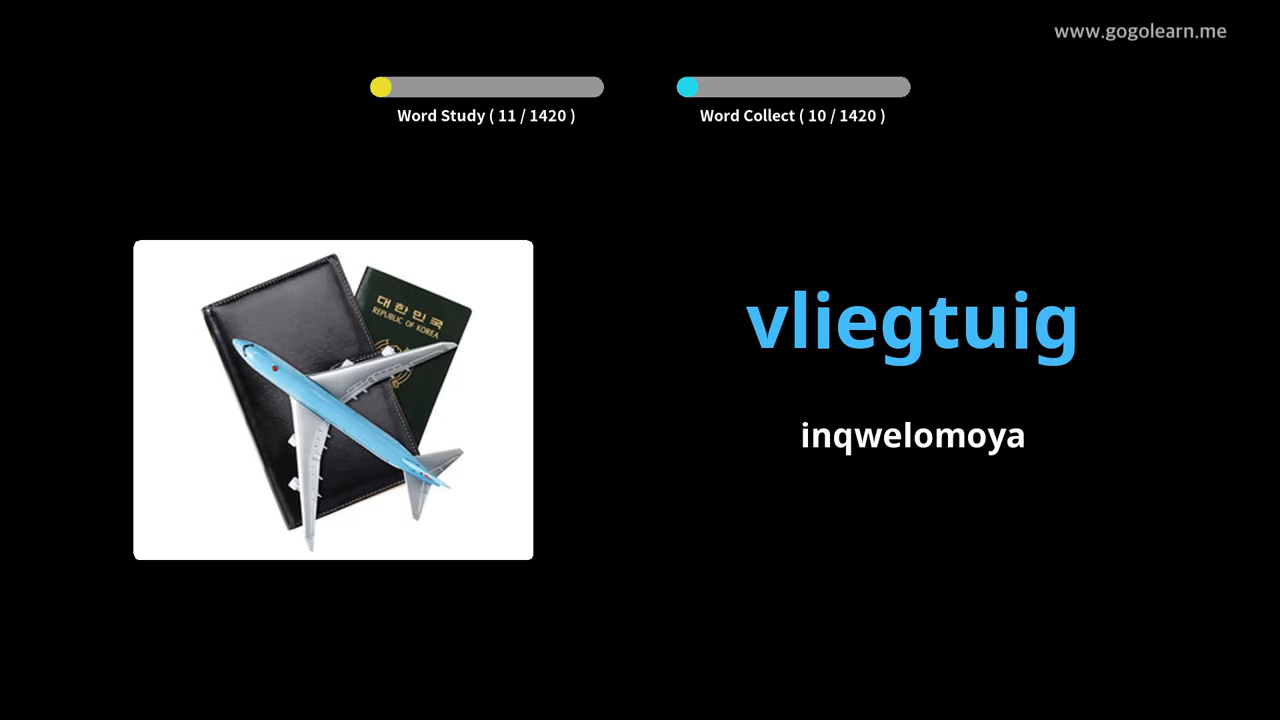 www.gogolearn.me
Word Study ( 11 / 1420 )
Word Collect ( 10 / 1420 )
대한민국
REPUBLIC OF KOREA
vliegtuig
inqwelomoya